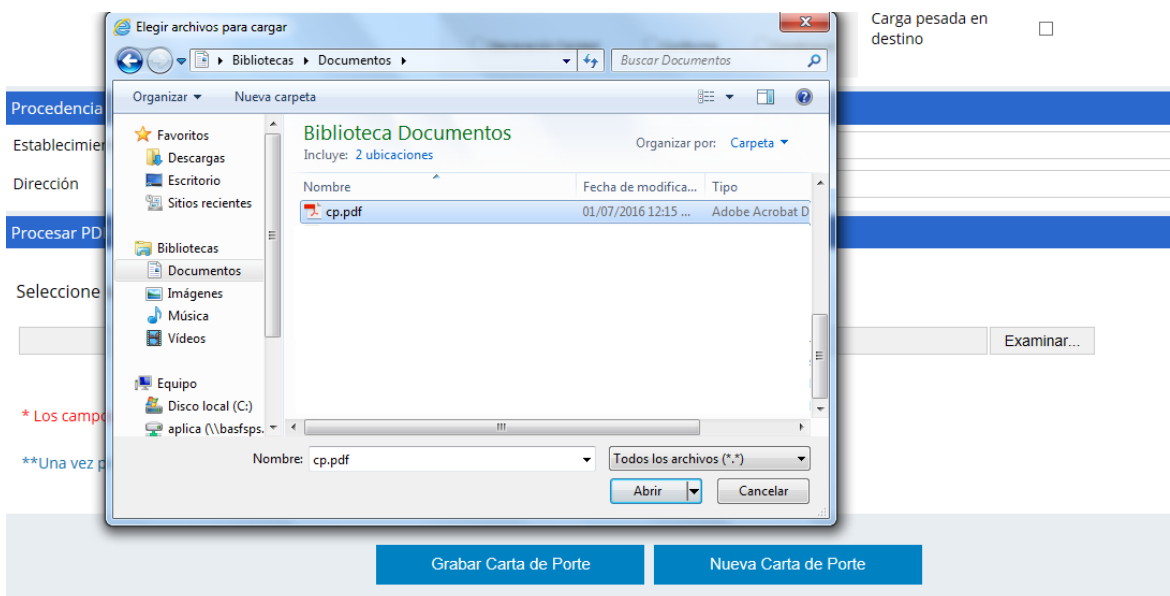 Elegir archivos para cargar
Carga pesada en
destino
Bibliotecas Documentos
Buscar Documentos
Organizar Nueva carpeta
Procedencia
Establecimien
Dirección
Procesar PD
Seleccione
Favoritos
Descargas
Escritorio
Sitios recientes
Bibliotecas
Documentos
Imágenes
Música
Vídeos
Equipo
Disco local (C:)
aplica (\\basfsps.
Biblioteca Documentos
Incluye: 2 ubicaciones
Organizar por: Carpeta
Nombre Fecha de modifica... Tipo
cp.pdf 01/07/2016 12:15 ... Adobe Acrobat D
Examinar...
* Los campo
**Una vez p
Nombre: cp.pdf Todos los archivos (*.*)
Abrir Cancelar
Grabar Carta de Porte Nueva Carta de Porte